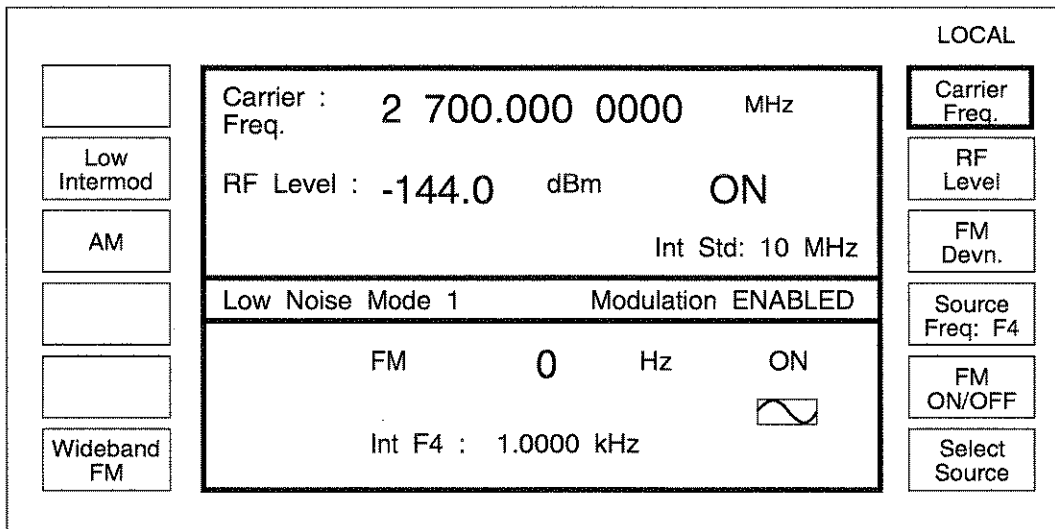 LOCAL
Low
Intermod
AM
Wideband
FM
Carrier :
Freq.
2 700.000 0000 MHz
RF Level : -144.0 dBm ON
Int Std: 10 MHz
Low Noise Mode 1 Modulation ENABLED
FM 0 Hz ON
Int F4 : 1.0000 kHz
Carrier
Freq.
RF
Level
FM
Devn.
Source
Freq: F4
FM
ON/OFF
Select
Source